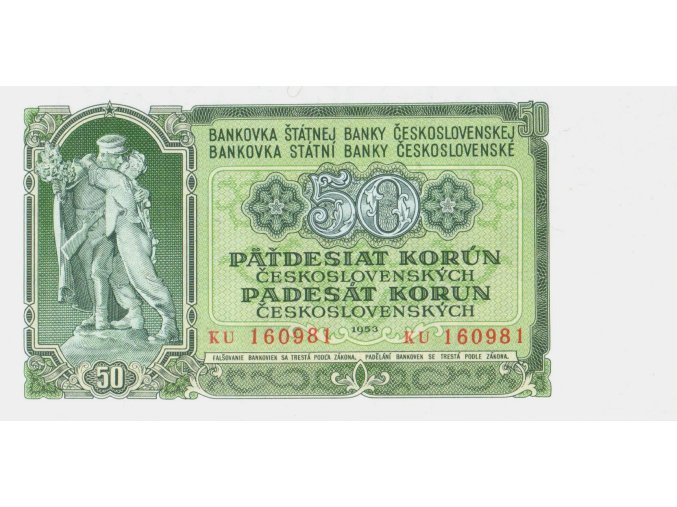 50
BANKOVKA ŠTÁTNEJ BANKY ČESKOSLOVENSKEJ
BANKOVKA STÁTNÍ BANKY ČESKOSLOVENSKÉ
50
PÄŤDESIAT KORÚN
ČESKOSLOVENSKÝCH
PADESÁT KORUN
ČESKOSLOVENSKÝCH
1953
KU 160981 KU 160981
FALŠOVANIE BANKOVIEK SA TRESTÁ PODĽA ZÁKONA. PADĚLÁNÍ BANKOVEK SE TRESTÁ PODLE ZÁKONA.
50